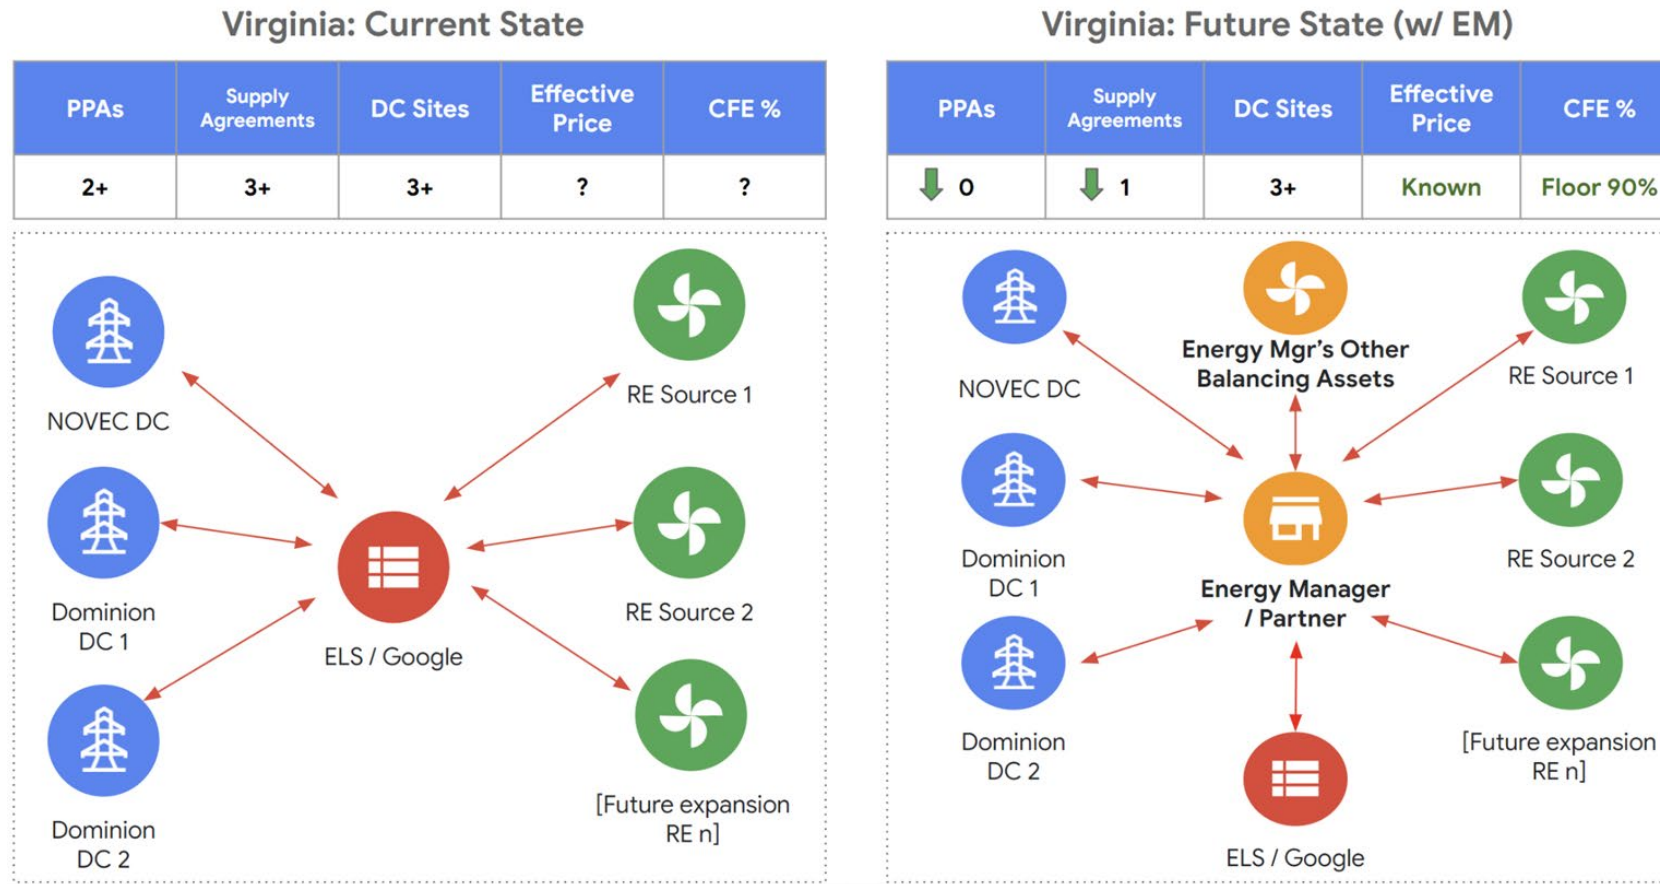 Virginia: Current State
PPAs
Supply
Agreements
DC Sites
Effective
Price
CFE %
2+
3+
3+
?
?
NOVEC DC
Dominion
DC 1
Dominion
DC 2
ELS / Google
RE Source 1
RE Source 2
[Future expansion
RE n]
Virginia: Future State (w/ EM)
PPAs
Supply
Agreements
DC Sites
Effective
Price
CFE %
0
1
3+
Known
Floor 90%
NOVEC DC
Dominion
DC 1
Dominion
DC 2
Energy Mgr's Other
Balancing Assets
Energy Manager
/ Partner
ELS / Google
RE Source 1
RE Source 2
[Future expansion
RE n]